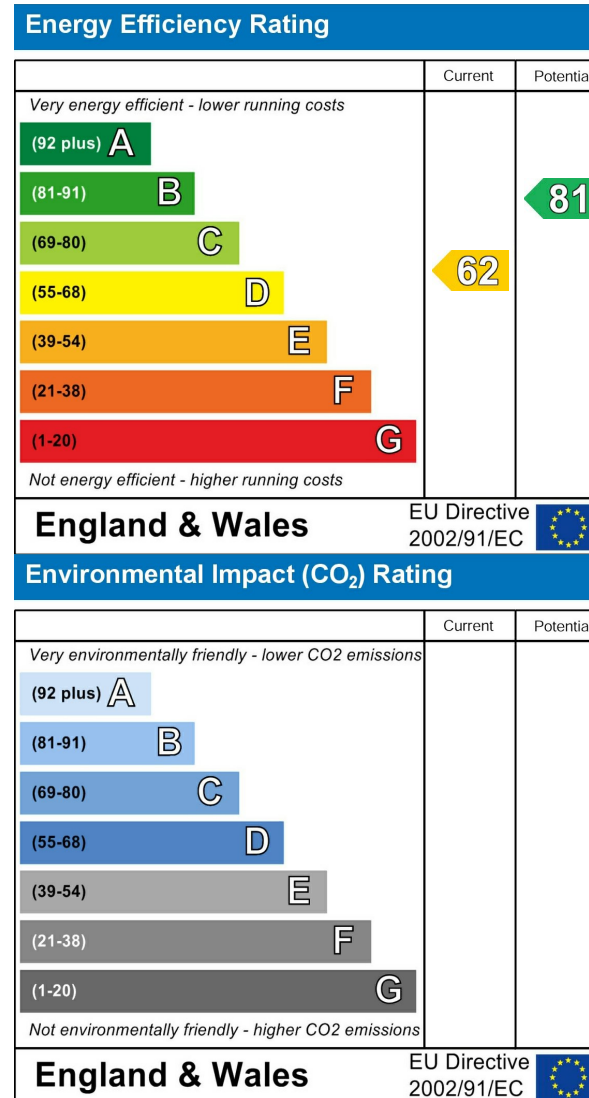 Energy Efficiency Rating
Current Potentia
Very energy efficient - lower running costs
(92 plus) A
(81-91) B
81
(69-80) C
62
(55-68) D
(39-54) E
(21-38) F
(1-20) G
Not energy efficient - higher running costs
England & Wales
EU Directive
2002/91/EC
Environmental Impact (CO₂) Rating
Current Potentia
Very environmentally friendly - lower CO2 emissions
(92 plus) A
(81-91) B
(69-80) C
(55-68) D
(39-54) E
(21-38) F
(1-20) G
Not environmentally friendly - higher CO2 emissions
England & Wales
EU Directive
2002/91/EC